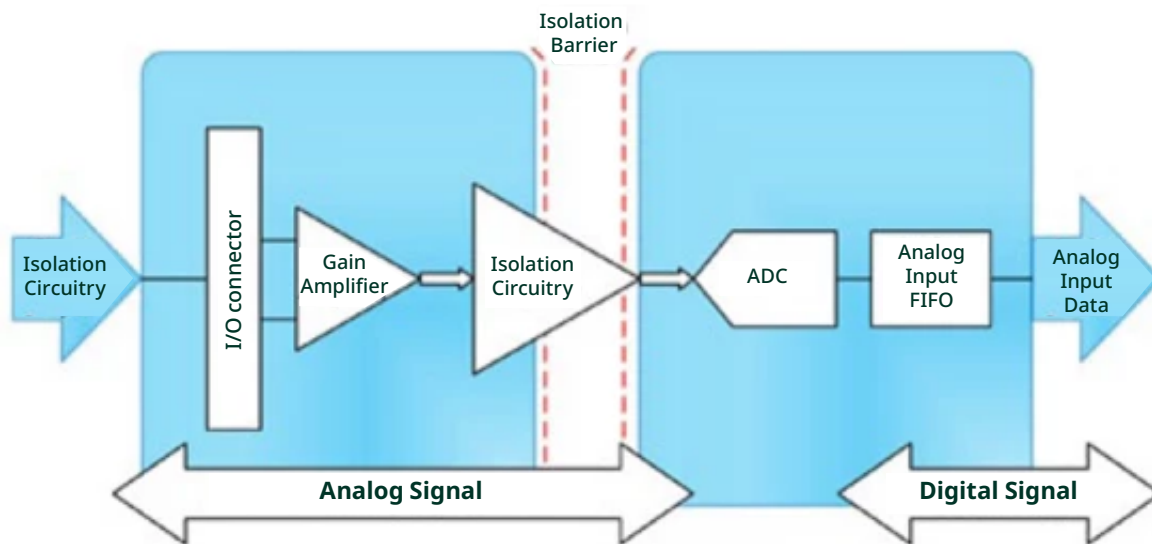 Isolation
Barrier
Isolation
Circuitry
I/O connector
Gain
Amplifier
Isolation
Circuitry
ADC
Analog
Input
FIFO
Analog
Input
Data
Analog Signal
Digital Signal